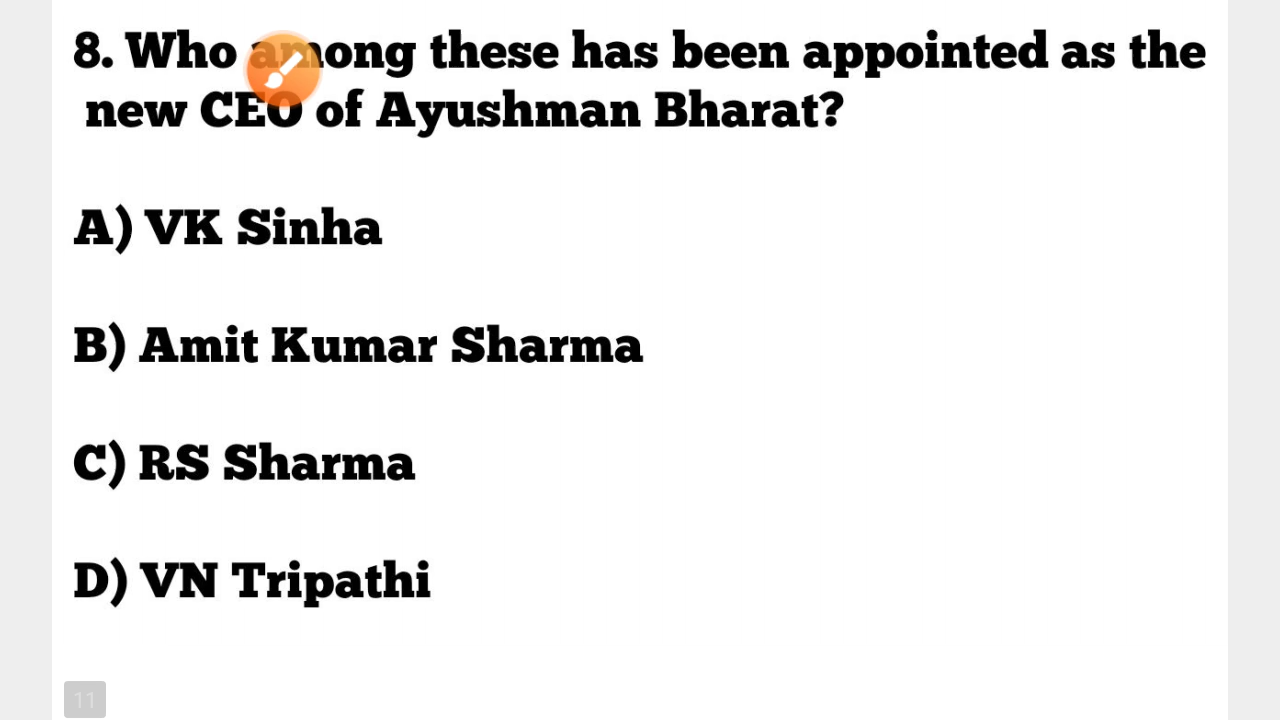 8. Who among these has been appointed as the
new CEO of Ayushman Bharat?
A) VK Sinha
B) Amit Kumar Sharma
C) RS Sharma
D) VN Tripathi
11